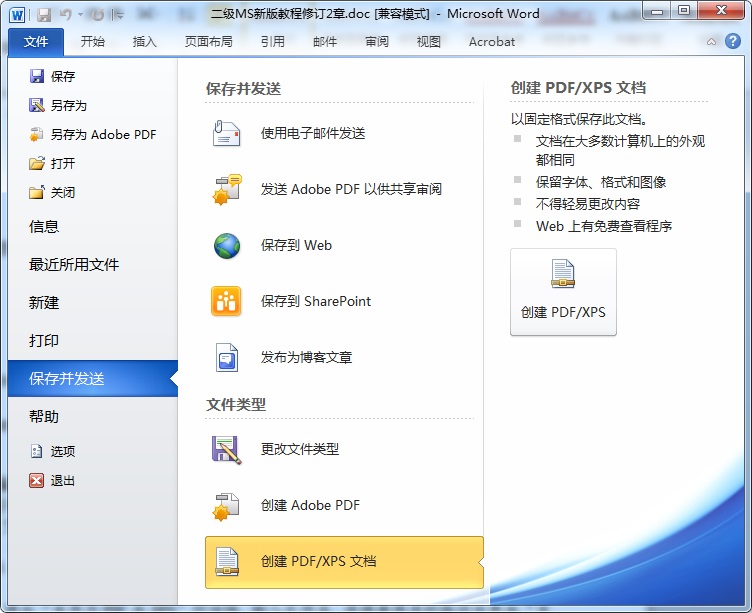 二级MS新版教程修订2章.doc [兼容模式] - Microsoft Word
文件 开始 插入 页面布局 引用 邮件 审阅 视图 Acrobat
保存
另存为
另存为 Adobe PDF
打开
关闭
信息
最近所用文件
新建
打印
保存并发送
帮助
选项
退出
保存并发送
使用电子邮件发送
发送 Adobe PDF 以供共享审阅
保存到 Web
保存到 SharePoint
发布为博客文章
文件类型
更改文件类型
创建 Adobe PDF
创建 PDF/XPS 文档
创建 PDF/XPS 文档
以固定格式保存此文档。
文档在大多数计算机上的外观
都相同
保留字体、格式和图像
不得轻易更改内容
Web 上有免费查看程序
创建 PDF/XPS